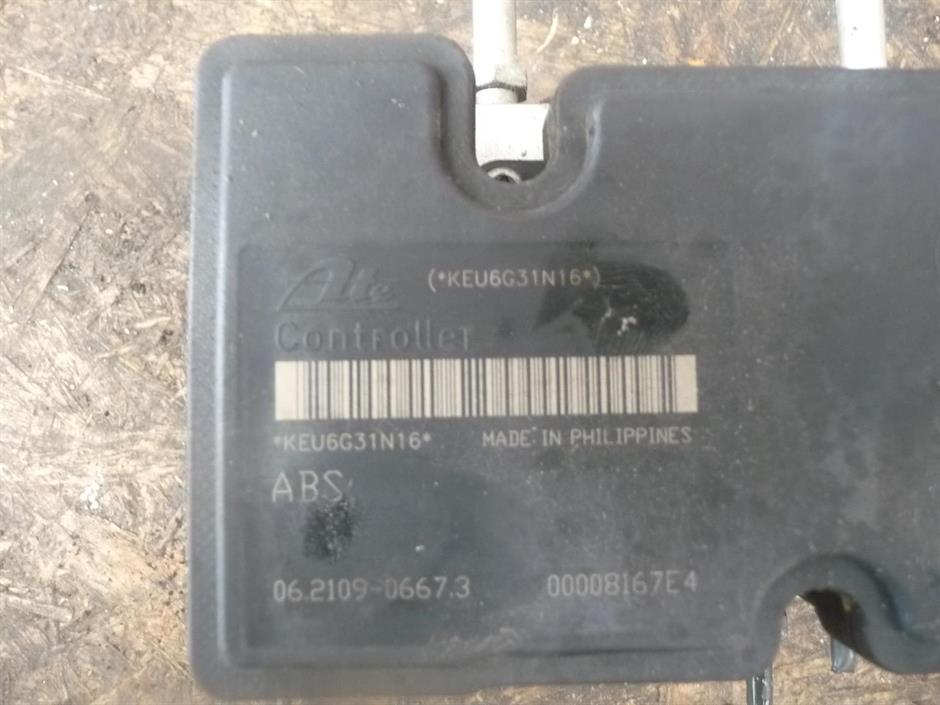 Ate (*KEU6G31N16*)
Controller
*KEU6G31N16* MADE IN PHILIPPINES
ABS
06.2109-0667.3 00008167E4